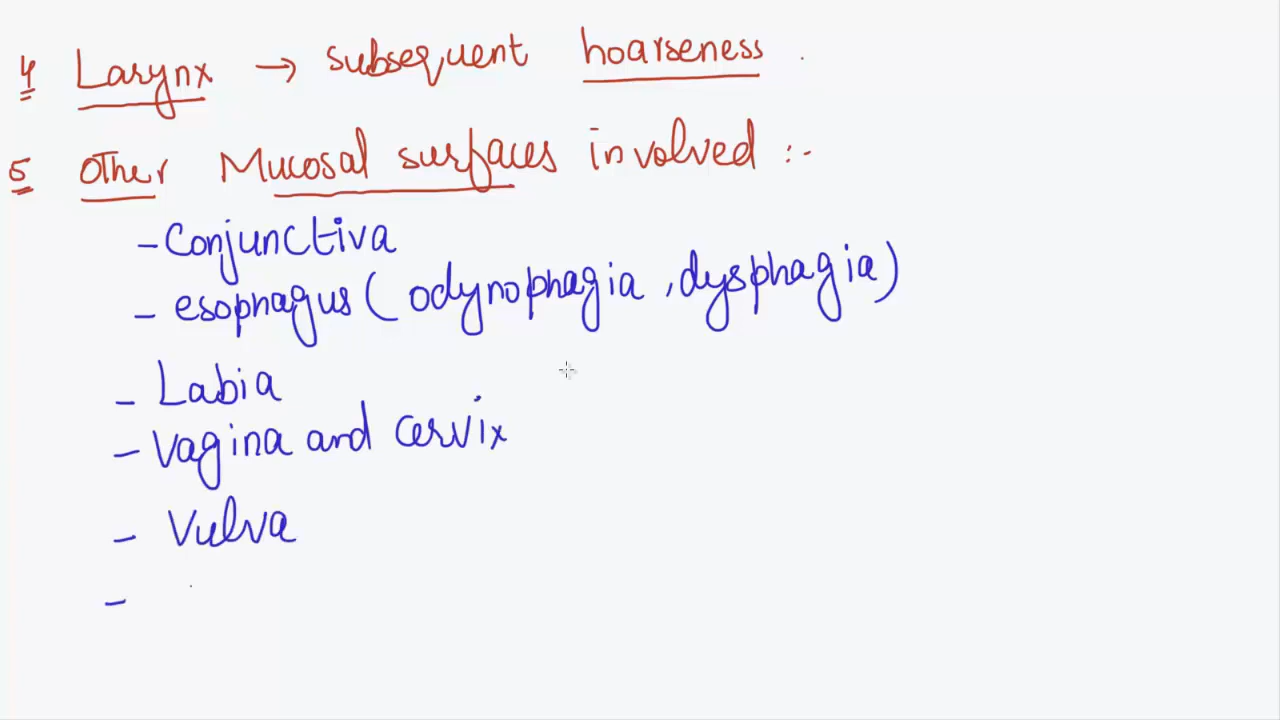 4 Larynx → subsequent hoarseness.
5 Other Mucosal surfaces involved :-
- Conjunctiva
- esophagus (odynophagia, dysphagia)
- Labia
- Vagina and cervix
- Vulva
-